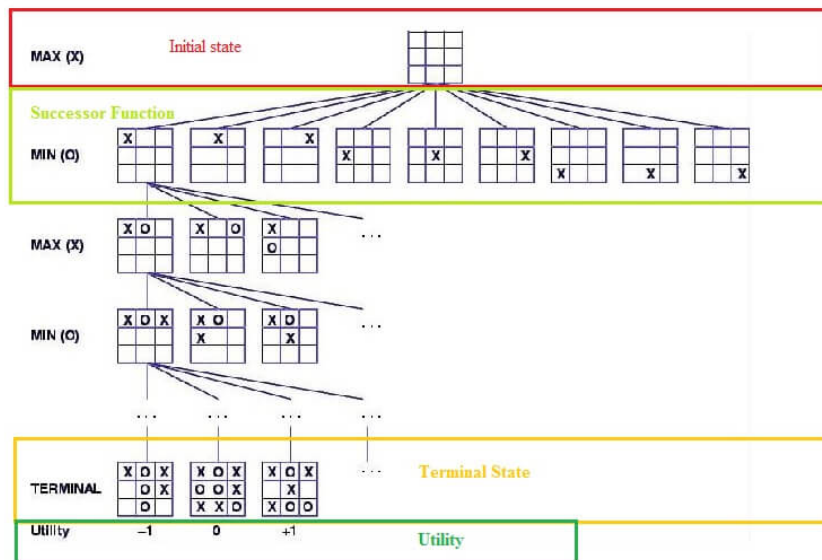 Initial state
MAX (X)
Successor Function
X X X X X X X X X
MIN (O)
MAX (X)
X O X O X
O
...
MIN (O)
X O X X O X O
X X
...
... ... ... ...
Terminal State
TERMINAL
X O X X O X X O X
O X O O X X
O X X O X O O
...
Utility -1 0 +1
Utility